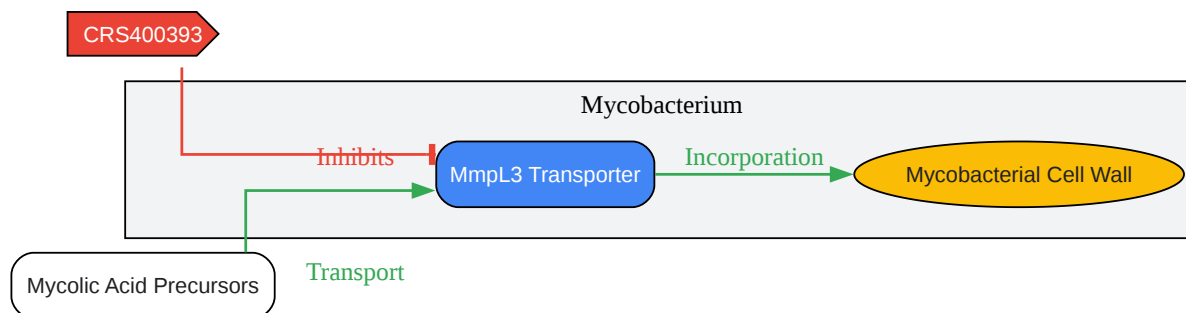 CRS400393
Mycobacterium
Inhibits
MmpL3 Transporter
Incorporation
Mycobacterial Cell Wall
Mycolic Acid Precursors
Transport